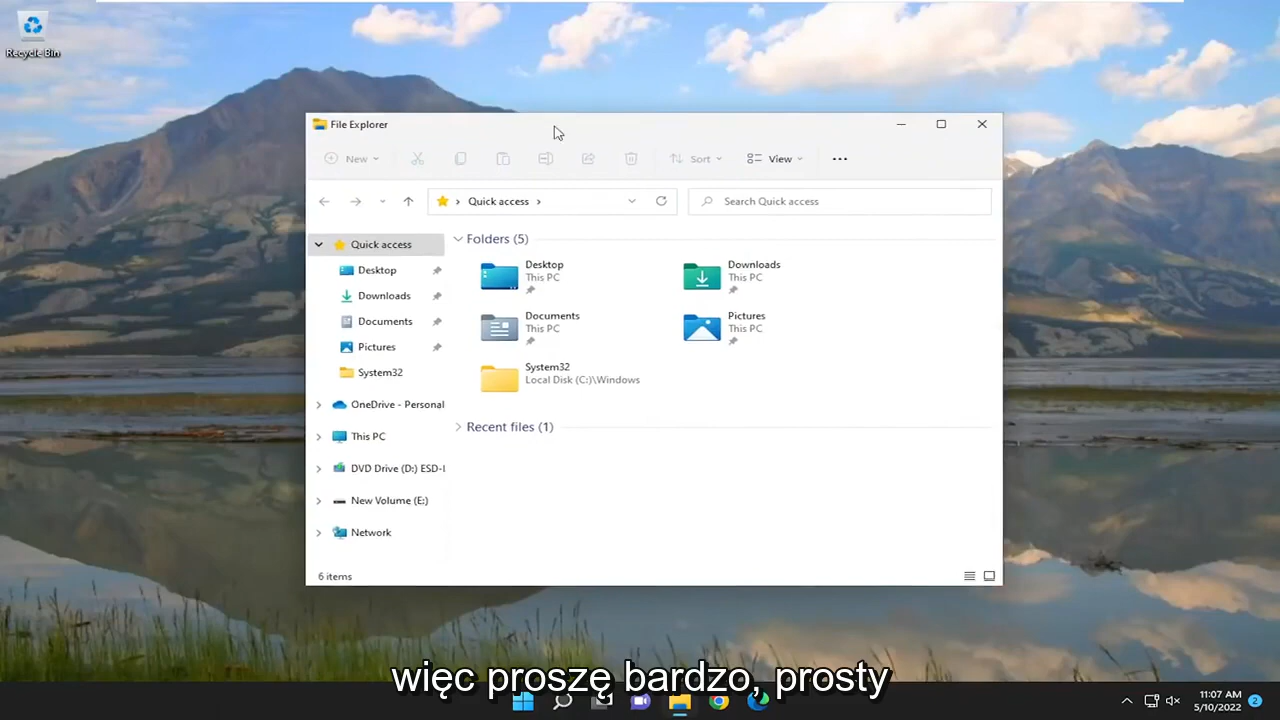 Recycle Bin
File Explorer
New
Sort
View
Quick access
Search Quick access
Quick access
Desktop
Downloads
Documents
Pictures
System32
OneDrive - Personal
This PC
DVD Drive (D:) ESD-I
New Volume (E:)
Network
Folders (5)
Desktop
This PC
Downloads
This PC
Documents
This PC
Pictures
This PC
System32
Local Disk (C:)\Windows
Recent files (1)
6 items
więc proszę bardzo, prosty
11:07 AM
5/10/2022
2